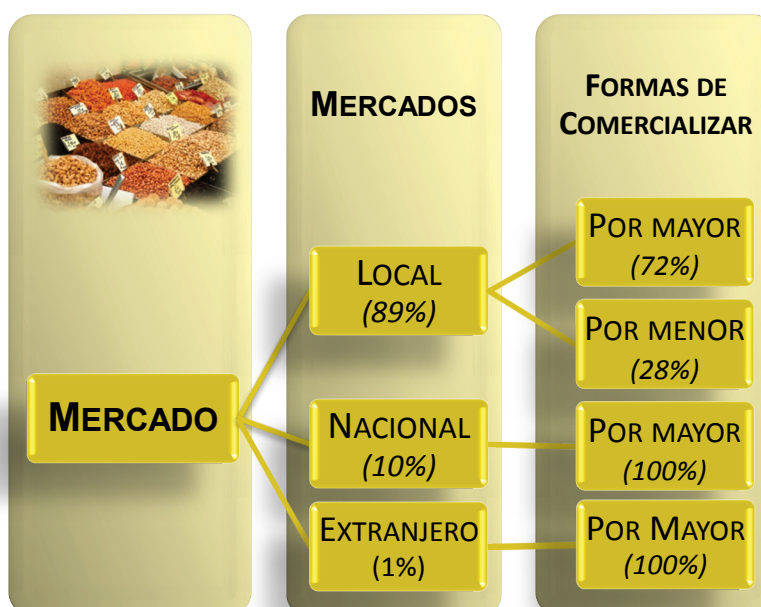 MERCADO
MERCADOS
LOCAL
(89%)
NACIONAL
(10%)
EXTRANJERO
(1%)
FORMAS DE
COMERCIALIZAR
POR MAYOR
(72%)
POR MENOR
(28%)
POR MAYOR
(100%)
POR MAYOR
(100%)